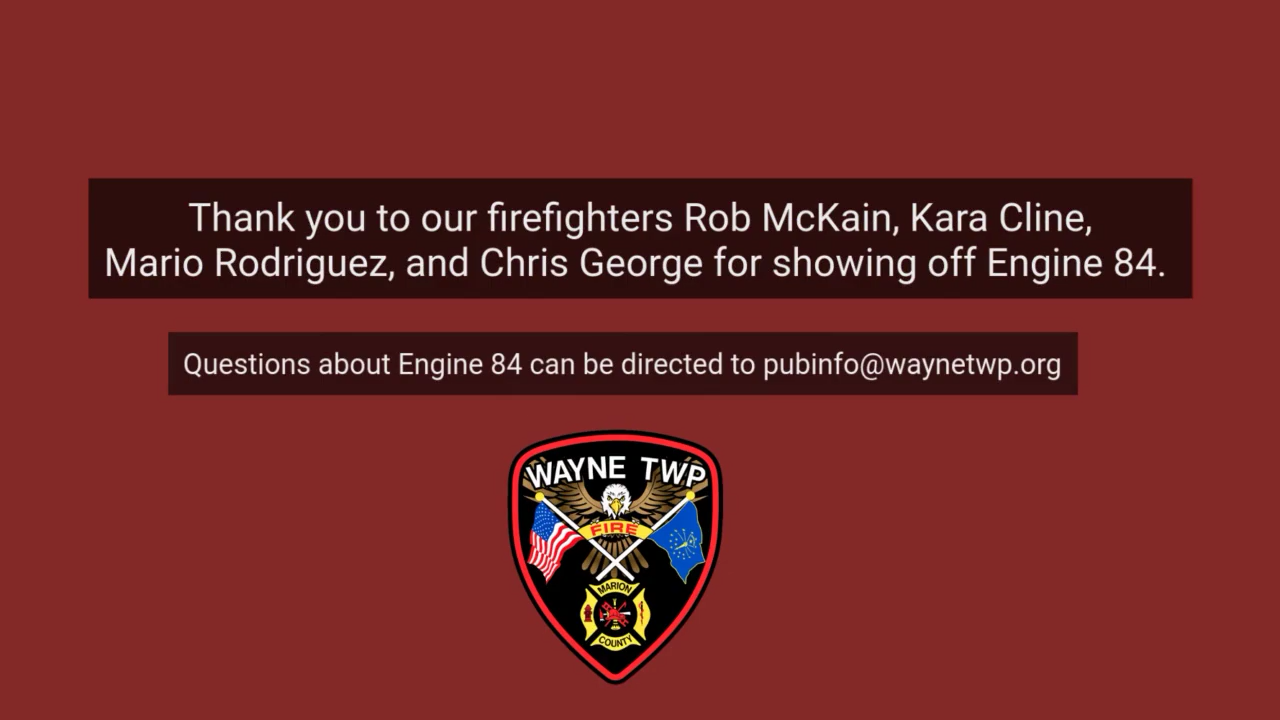 Thank you to our firefighters Rob McKain, Kara Cline,
Mario Rodriguez, and Chris George for showing off Engine 84.
Questions about Engine 84 can be directed to pubinfo@waynetwp.org
WAYNE TWP
FIRE
MARION
COUNTY